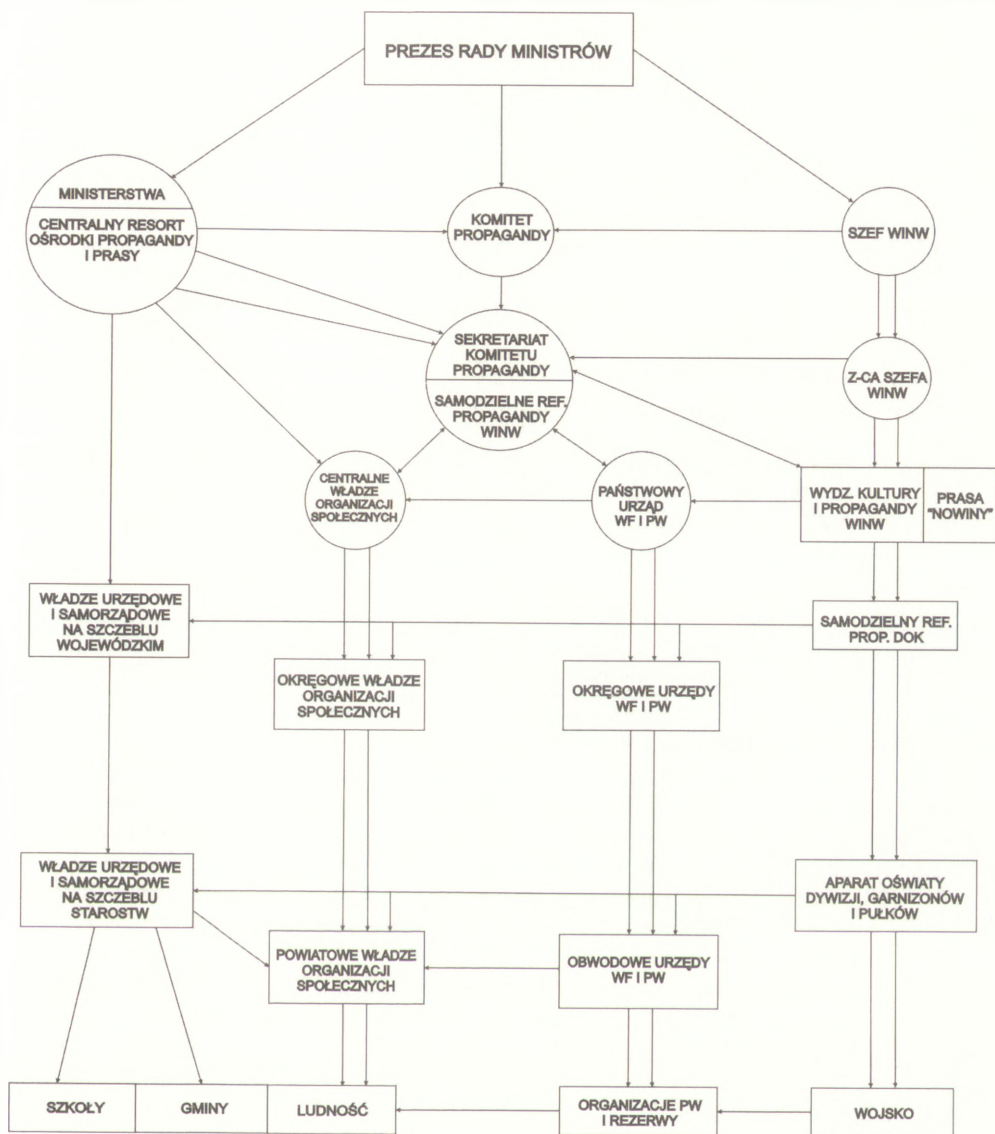 PREZES RADY MINISTRÓW
MINISTERSTWA
CENTRALNY RESORT
OŚRODKI PROPAGANDY
I PRASY
KOMITET
PROPAGANDY
SZEF WINW
SEKRETARIAT
KOMITETU
PROPAGANDY
SAMODZIELNE REF.
PROPAGANDY
WINW
Z-CA SZEFA
WINW
CENTRALNE
WŁADZE
ORGANIZACJI
SPOŁECZNYCH
PAŃSTWOWY
URZĄD
WF I PW
WYDZ. KULTURY
I PROPAGANDY
WINW
PRASA
"NOWINY"
WŁADZE URZĘDOWE
I SAMORZĄDOWE
NA SZCZEBLU
WOJEWÓDZKIM
SAMODZIELNY REF.
PROP. DOK
OKRĘGOWE WŁADZE
ORGANIZACJI
SPOŁECZNYCH
OKRĘGOWE URZĘDY
WF I PW
WŁADZE URZĘDOWE
I SAMORZĄDOWE
NA SZCZEBLU
STAROSTW
APARAT OŚWIATY
DYWIZJI, GARNIZONÓW
I PUŁKÓW
POWIATOWE WŁADZE
ORGANIZACJI
SPOŁECZNYCH
OBWODOWE URZĘDY
WF I PW
SZKOŁY
GMINY
LUDNOŚĆ
ORGANIZACJE PW
I REZERWY
WOJSKO